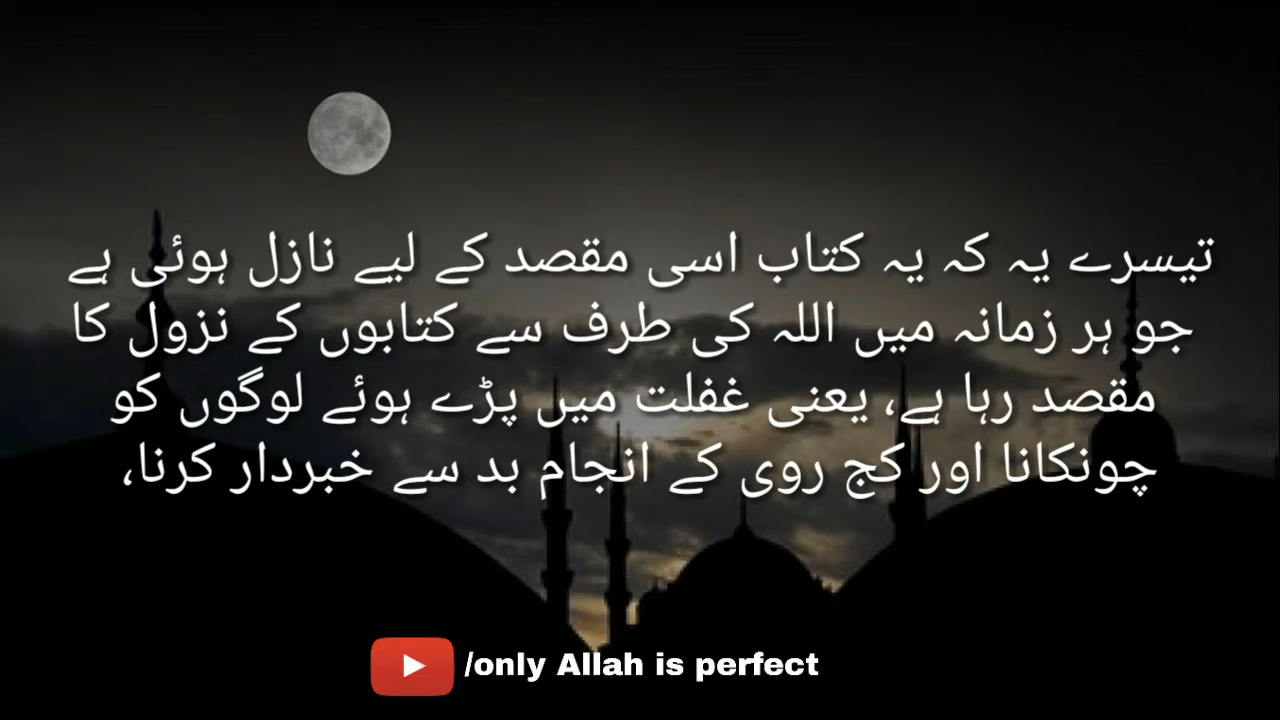 تیسرے یہ کہ یہ کتاب اسی مقصد کے لیے نازل ہوئی ہے
جو ہر زمانہ میں اللہ کی طرف سے کتابوں کے نزول کا
مقصد رہا ہے، یعنی غفلت میں پڑے ہوئے لوگوں کو
چونکانا اور کج روی کے انجام بد سے خبردار کرنا،
/only Allah is perfect